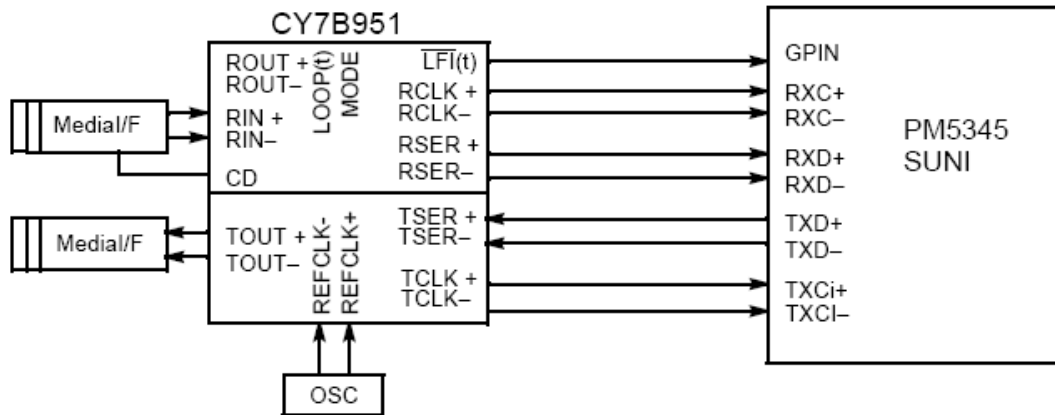 CY7B951
ROUT +
ROUT–
RIN +
RIN–
CD
LOOP(t)
MODE
LFI(t)
RCLK +
RCLK–
RSER +
RSER–
Medial/F
TOUT +
TOUT–
REFCLK-
REFCLK+
TSER +
TSER–
TCLK +
TCLK–
Medial/F
OSC
GPIN
RXC+
RXC–
RXD+
RXD–
TXD+
TXD–
TXCi+
TXCI–
PM5345
SUNI